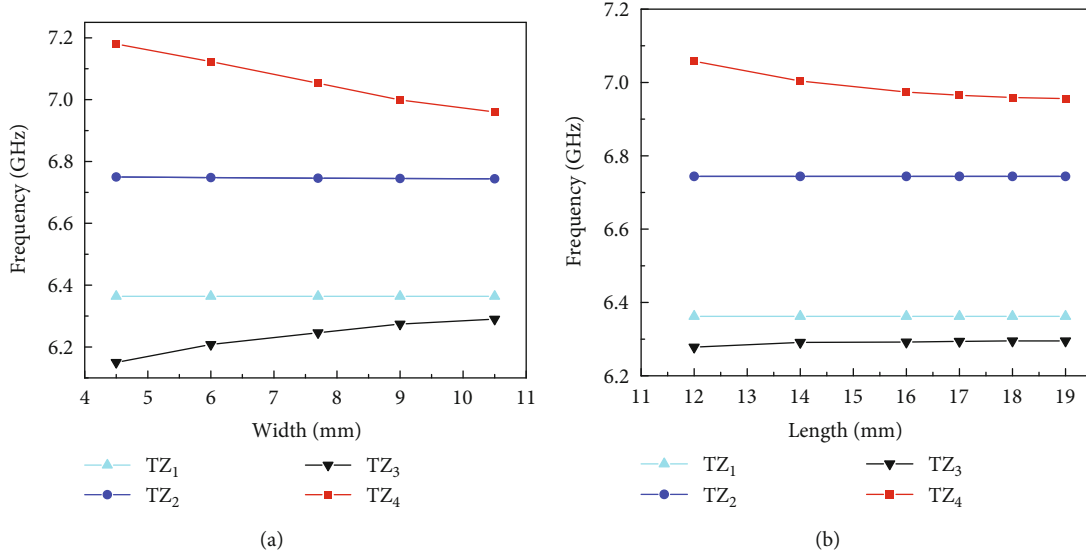 7.2
7.0
6.8
6.6
6.4
6.2
Frequency (GHz)
4 5 6 7 8 9 10 11
Width (mm)
TZ1 TZ3
TZ2 TZ4
(a)
7.2
7.0
6.8
6.6
6.4
6.2
Frequency (GHz)
11 12 13 14 15 16 17 18 19
Length (mm)
TZ1 TZ3
TZ2 TZ4
(b)